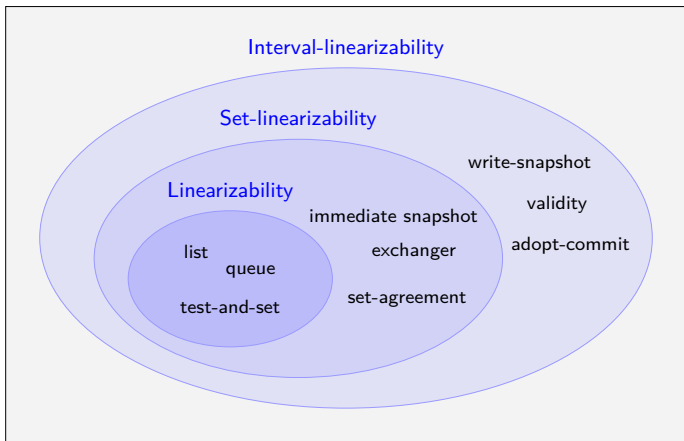 Interval-linearizability
Set-linearizability
write-snapshot
Linearizability
validity
immediate snapshot
adopt-commit
list
exchanger
queue
set-agreement
test-and-set